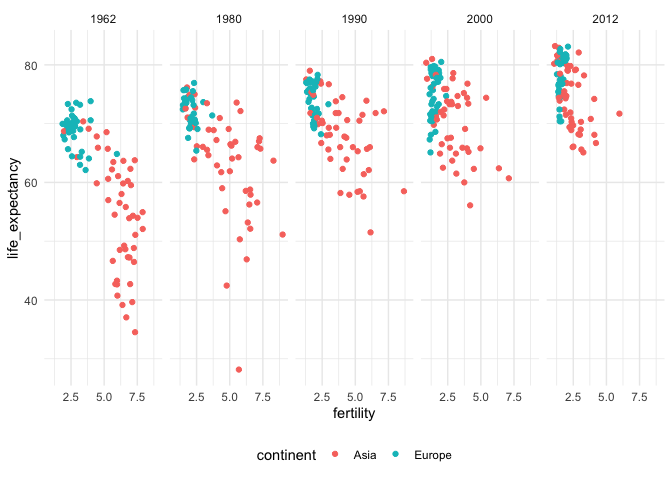 1962 1980 1990 2000 2012
80
60
40
life_expectancy
2.5 5.0 7.5 2.5 5.0 7.5 2.5 5.0 7.5 2.5 5.0 7.5 2.5 5.0 7.5
fertility
continent Asia Europe